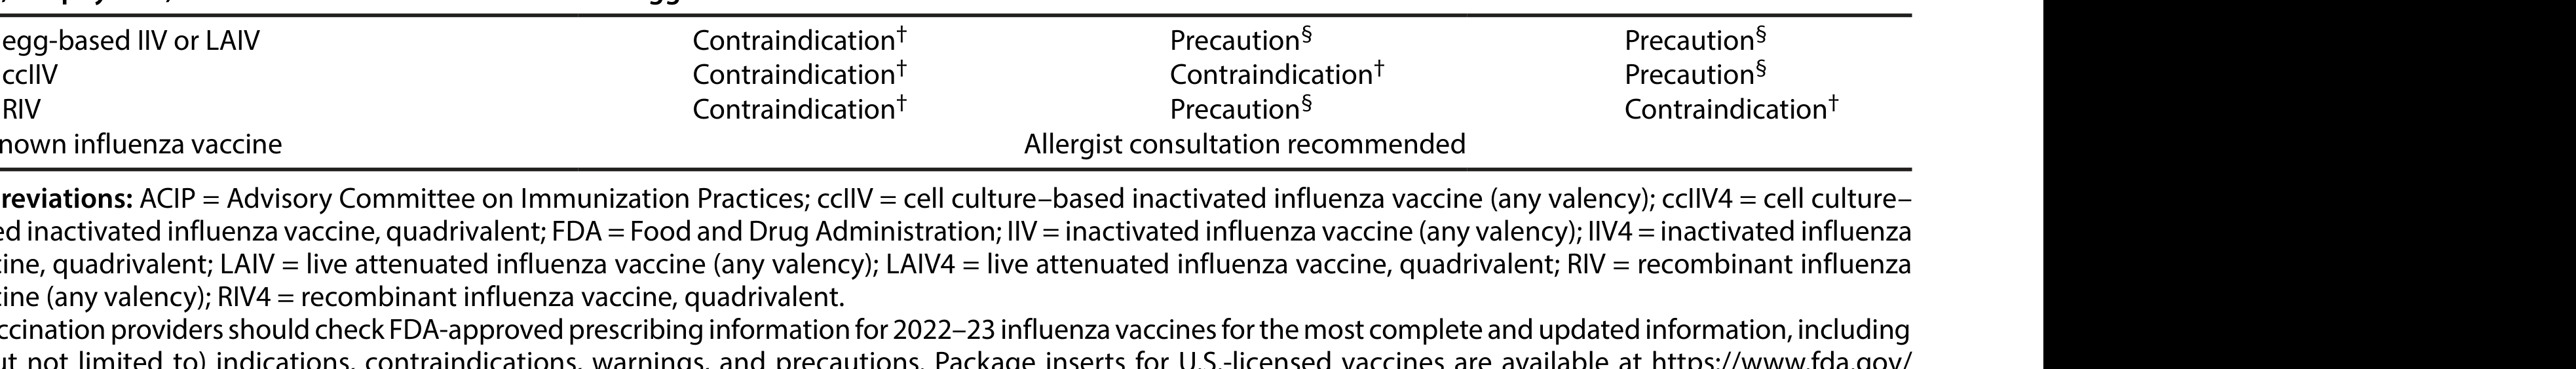 egg-based IIV or LAIV Contraindication† Precaution§ Precaution§
ccIIV Contraindication† Contraindication† Precaution§
RIV Contraindication† Precaution§ Contraindication†
nown influenza vaccine Allergist consultation recommended
reviations: ACIP = Advisory Committee on Immunization Practices; ccIIV = cell culture–based inactivated influenza vaccine (any valency); ccIIV4 = cell culture–
ed inactivated influenza vaccine, quadrivalent; FDA = Food and Drug Administration; IIV = inactivated influenza vaccine (any valency); IIV4 = inactivated influenza
cine, quadrivalent; LAIV = live attenuated influenza vaccine (any valency); LAIV4 = live attenuated influenza vaccine, quadrivalent; RIV = recombinant influenza
cine (any valency); RIV4 = recombinant influenza vaccine, quadrivalent.
ccination providers should check FDA-approved prescribing information for 2022–23 influenza vaccines for the most complete and updated information, including
ut not limited to) indications, contraindications, warnings, and precautions. Package inserts for U.S.-licensed vaccines are available at https://www.fda.gov/